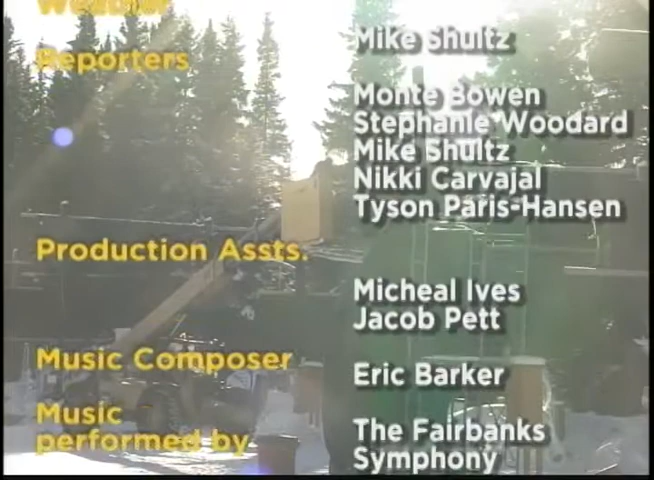 Weather
Mike Shultz
Reporters
Monte Bowen
Stephanie Woodard
Mike Shultz
Nikki Carvajal
Tyson Paris-Hansen
Production Assts.
Micheal Ives
Jacob Pett
Music Composer
Eric Barker
Music
performed by
The Fairbanks
Symphony